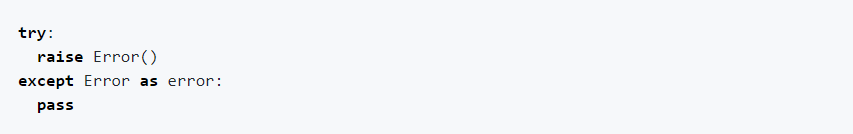 try:
  raise Error()
except Error as error:
  pass